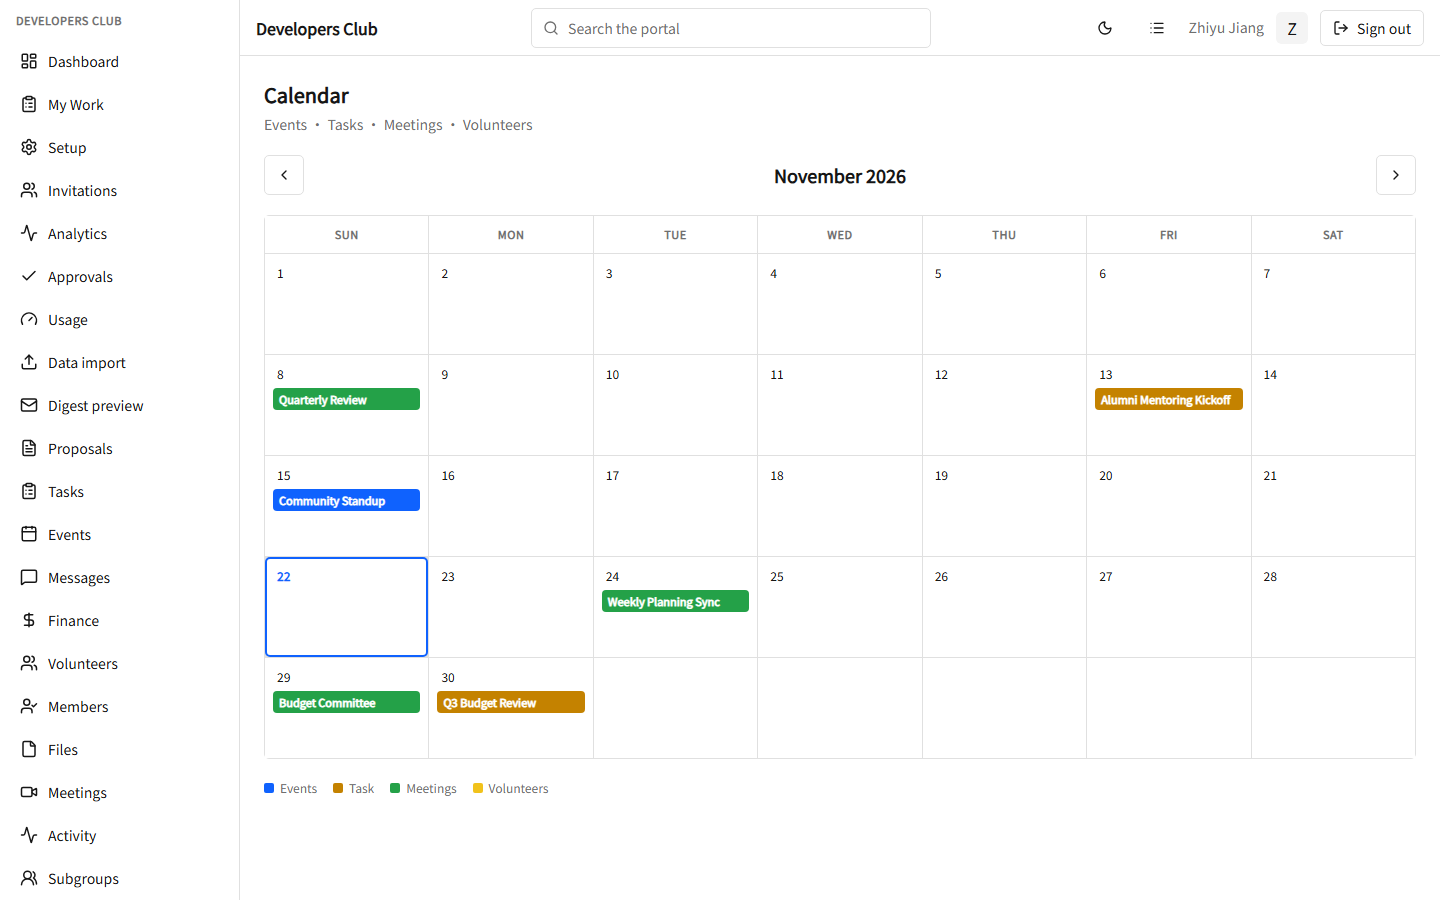 DEVELOPERS CLUB
Dashboard
My Work
Setup
Invitations
Analytics
Approvals
Usage
Data import
Digest preview
Proposals
Tasks
Events
Messages
Finance
Volunteers
Members
Files
Meetings
Activity
Subgroups
Developers Club
Search the portal
Zhiyu Jiang
Z
Sign out
Calendar
Events • Tasks • Meetings • Volunteers
November 2026
SUN MON TUE WED THU FRI SAT
1 2 3 4 5 6 7
8 9 10 11 12 13 14
Quarterly Review Alumni Mentoring Kickoff
15 16 17 18 19 20 21
Community Standup
22 23 24 25 26 27 28
Weekly Planning Sync
29 30
Budget Committee Q3 Budget Review
Events Task Meetings Volunteers